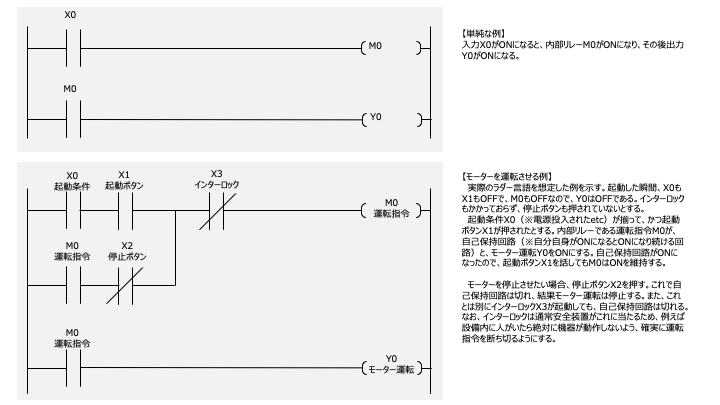 X0
M0
M0
Y0
【単純な例】
入力X0がONになると、内部リレーM0がONになり、その後出力
Y0がONになる。
X0
起動条件
X1
起動ボタン
X3
インターロック
M0
運転指令
M0
運転指令
X2
停止ボタン
M0
運転指令
Y0
モーター運転
【モーターを運転させる例】
実際のラダー言語を想定した例を示す。起動した瞬間、X0も
X1もOFFで、M0もOFFなので、Y0はOFFである。インターロック
もかかっておらず、停止ボタンも押されていないとする。
起動条件X0（※電源投入されたetc）が揃って、かつ起動
ボタンX1が押されたとする。内部リレーである運転指令M0が、
自己保持回路（※自分自身がONになるとONになり続ける回
路）と、モーター運転Y0をONにする。自己保持回路がONに
なったので、起動ボタンX1を話してもM0はONを維持する。
モーターを停止させたい場合、停止ボタンX2を押す。これで自
己保持回路は切れ、結果モーター運転は停止する。また、これ
とは別にインターロックX3が起動しても、自己保持回路は切れる。
なお、インターロックは通常安全装置がこれに当たるため、例えば
設備内に人がいたら絶対に機器が動作しないよう、確実に運転
指令を断ち切るようにする。